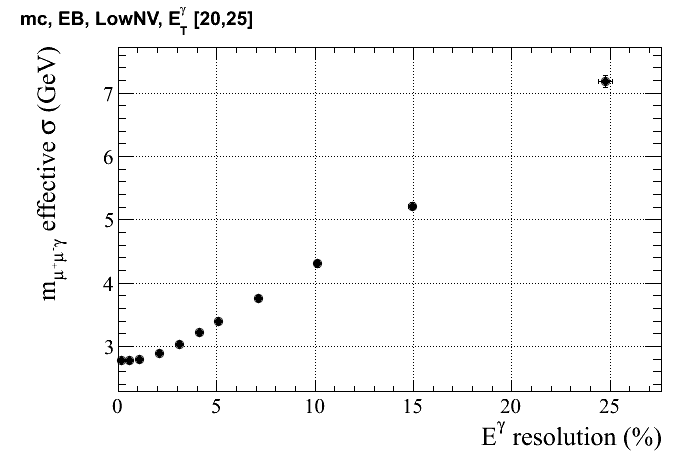 mc, EB, LowNV, E_T^γ [20,25]
m_μ⁺μ⁻γ effective σ (GeV)
7
6
5
4
3
0 5 10 15 20 25
E^γ resolution (%)